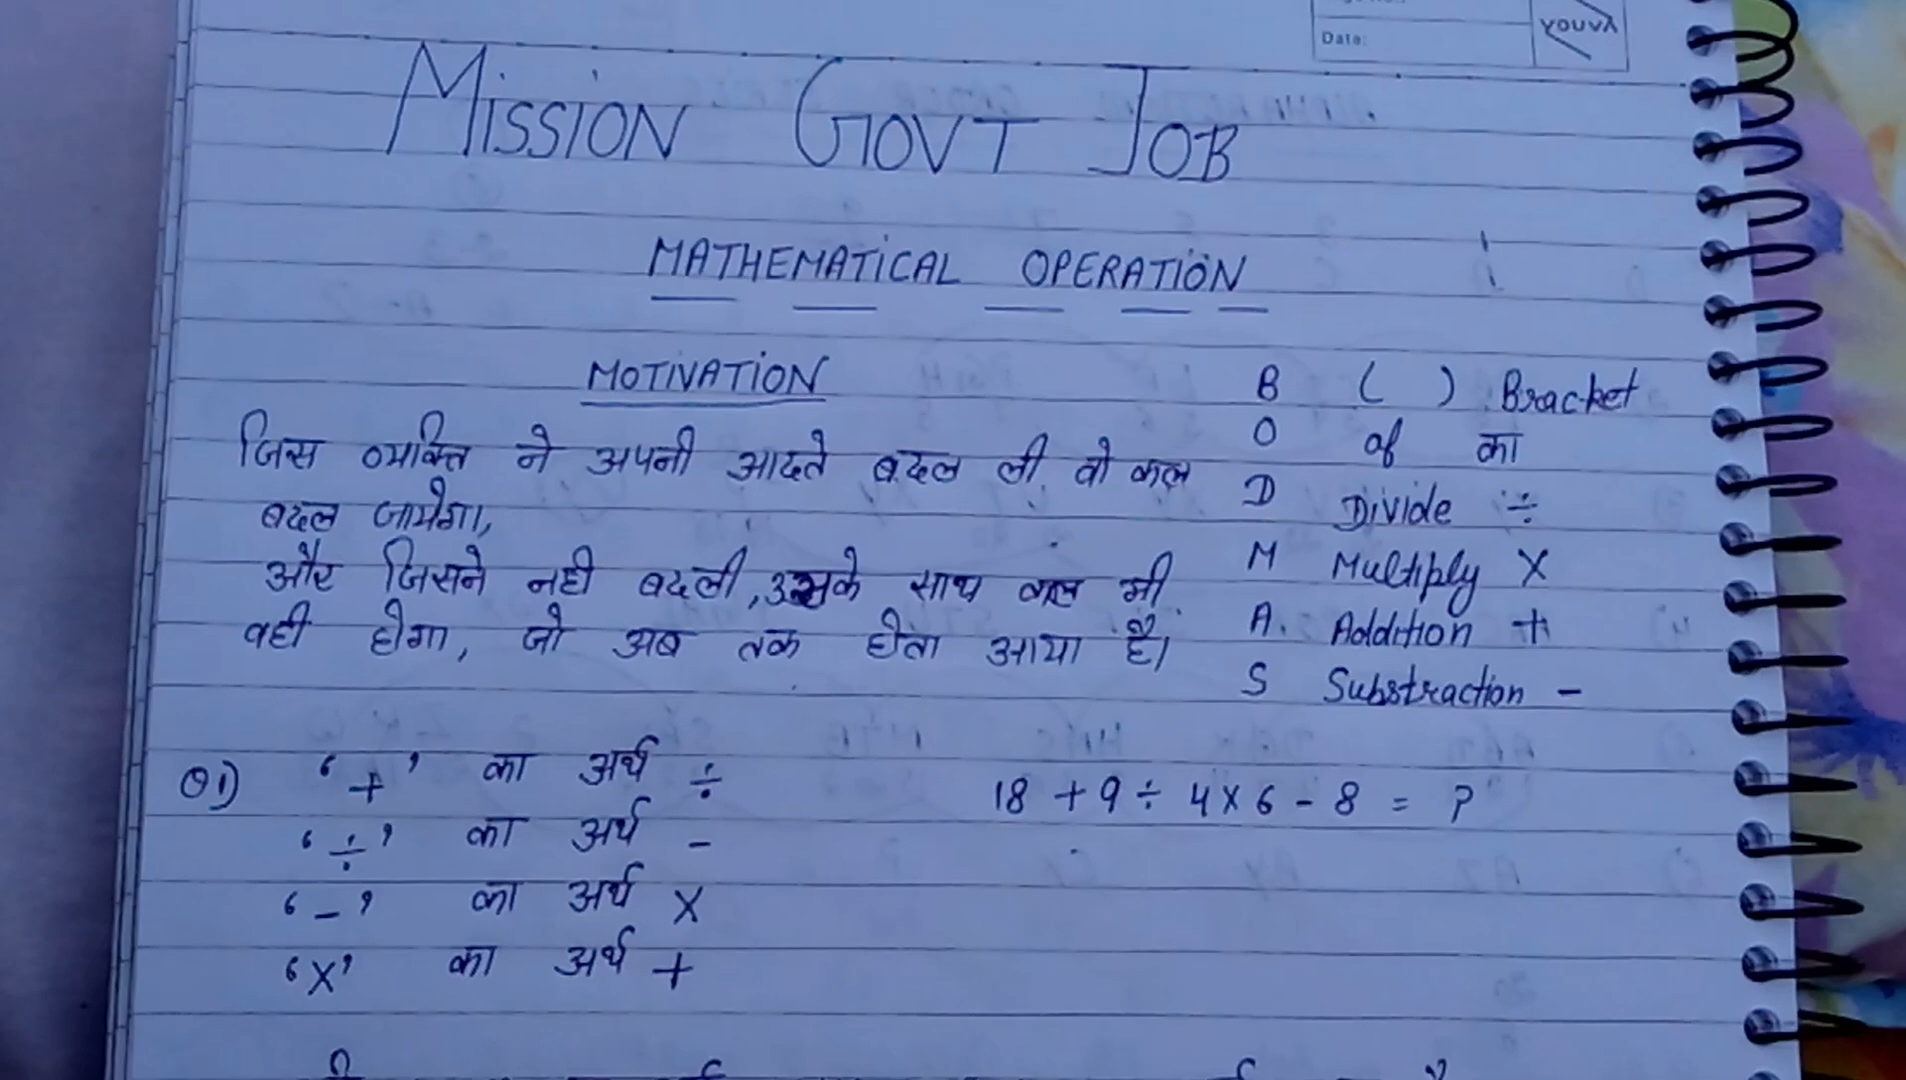 Date:
YOUVA
MISSION GOVT JOB
MATHEMATICAL OPERATION
MOTIVATION
जिस व्यक्ति ने अपनी आदते बदल ली वो कल
बदल जायेगा,
और जिसने नही बदली, उसके साथ कल भी
वही होगा, जो अब तक होता आया है।
B ( ) Bracket
O of का
D Divide ÷
M Multiply X
A. Addition +
S Substraction -
Q1) '+' का अर्थ ÷
'÷' का अर्थ -
'-' का अर्थ X
'X' का अर्थ +
18 + 9 ÷ 4 X 6 - 8 = ?